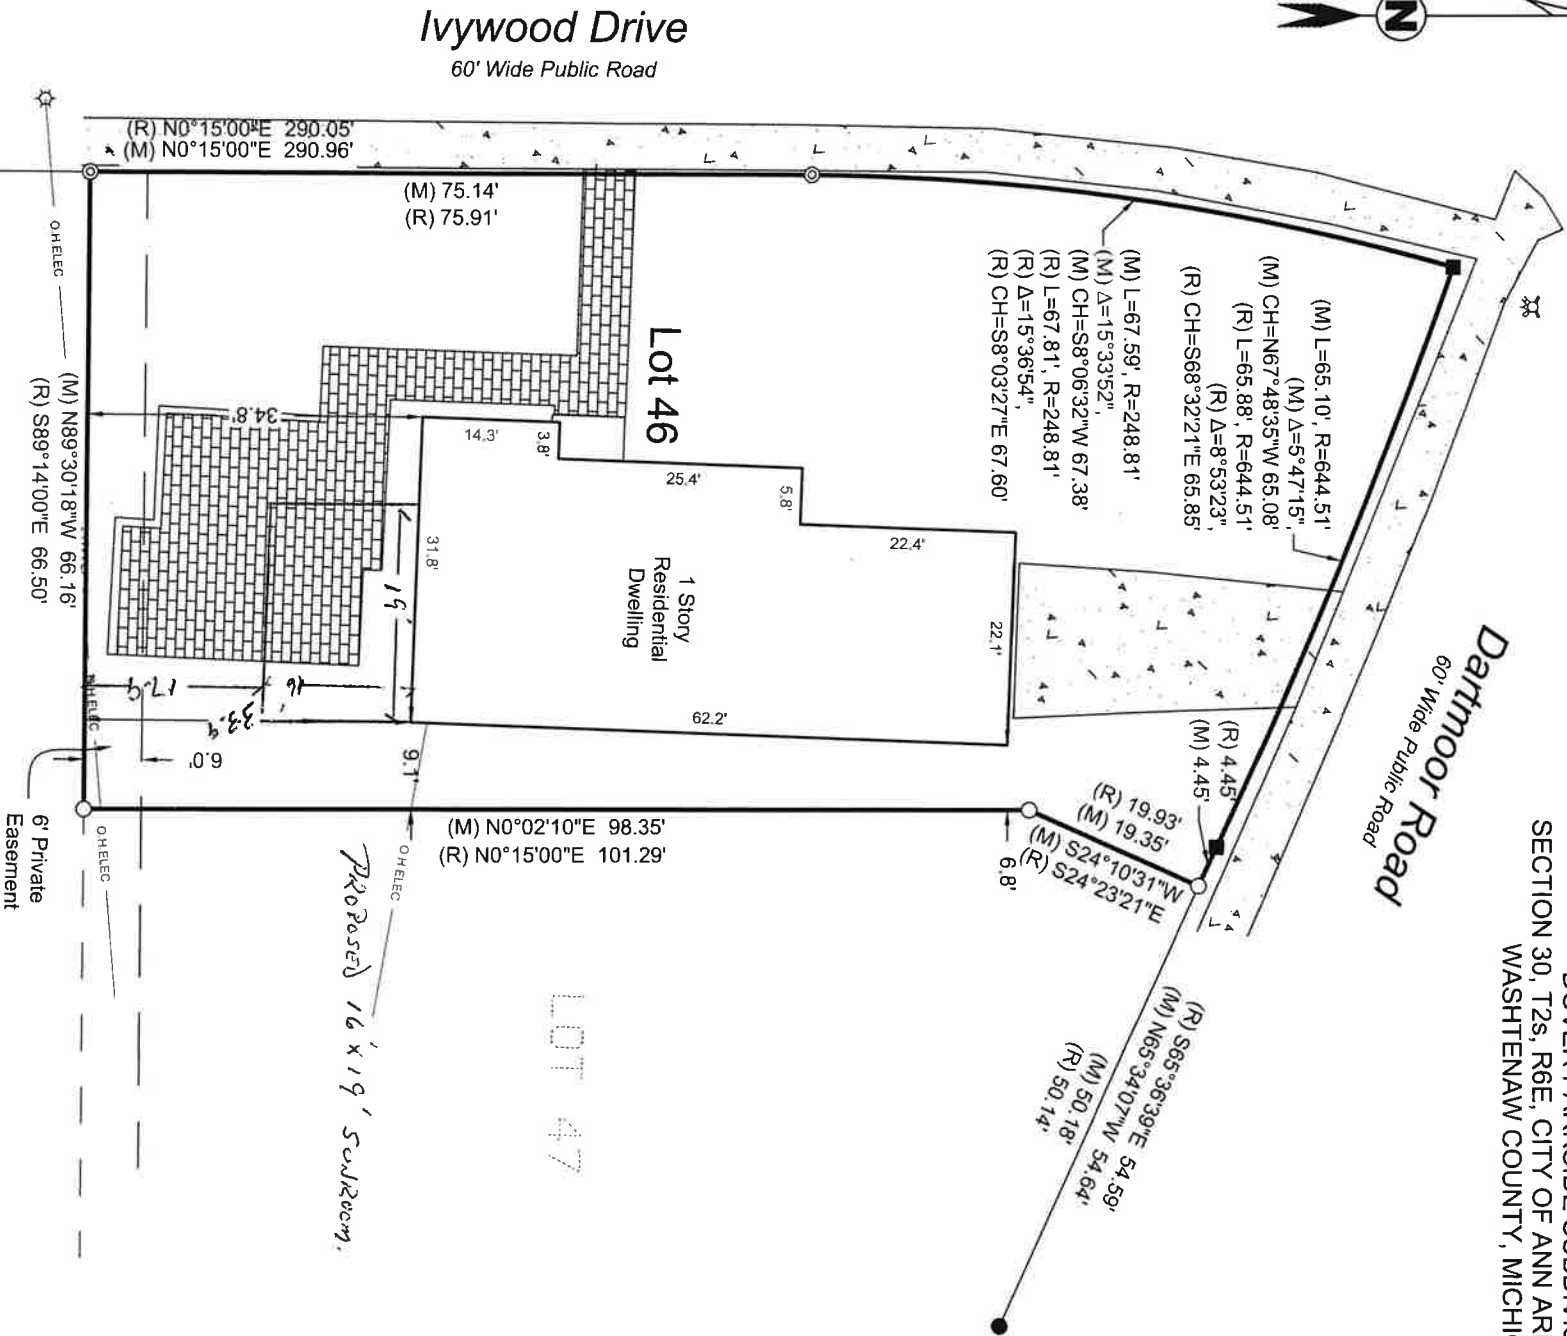 Ivywood Drive
60' Wide Public Road
N
(R) N0°15'00"E 290.05'
(M) N0°15'00"E 290.96'
(M) 75.14'
(R) 75.91'
O.H.ELEC
(M) L=65.10', R=644.51'
(M) Δ=5°47'15",
(M) CH=N67°48'35"W 65.08'
(R) L=65.88', R=644.51'
(R) Δ=8°53'23",
(R) CH=S68°32'21"E 65.85'
(M) L=67.59', R=248.81'
(M) Δ=15°33'52",
(M) CH=S8°06'32"W 67.38'
(R) L=67.81', R=248.81'
(R) Δ=15°36'54",
(R) CH=S8°03'27"E 67.60'
Lot 46
34.8'
14.3'
3.8'
25.4'
5.8'
22.4'
31.8'
19'
1 Story
Residential
Dwelling
22.1'
62.2'
(M) N89°30'18"W 66.16'
(R) S89°14'00"E 66.50'
17.9
16'
33.9
6.0'
9.1'
6' Private
Easement
O.H.ELEC
O.H.ELEC
(M) N0°02'10"E 98.35'
(R) N0°15'00"E 101.29'
6.8'
(R) 4.45'
(M) 4.45'
(R) 19.93'
(M) 19.35'
(M) S24°10'31"W
(R) S24°23'21"E
Dartmoor Road
60' Wide Public Road
SECTION 30, T2s, R6E, CITY OF ANN AR
WASHTENAW COUNTY, MICHI
(R) S65°36'39"E 54.59'
(M) N65°34'07"W 54.64'
(M) 50.18'
(R) 50.14'
LOT 47
PROPOSED 16' x 19' SUNROOM.